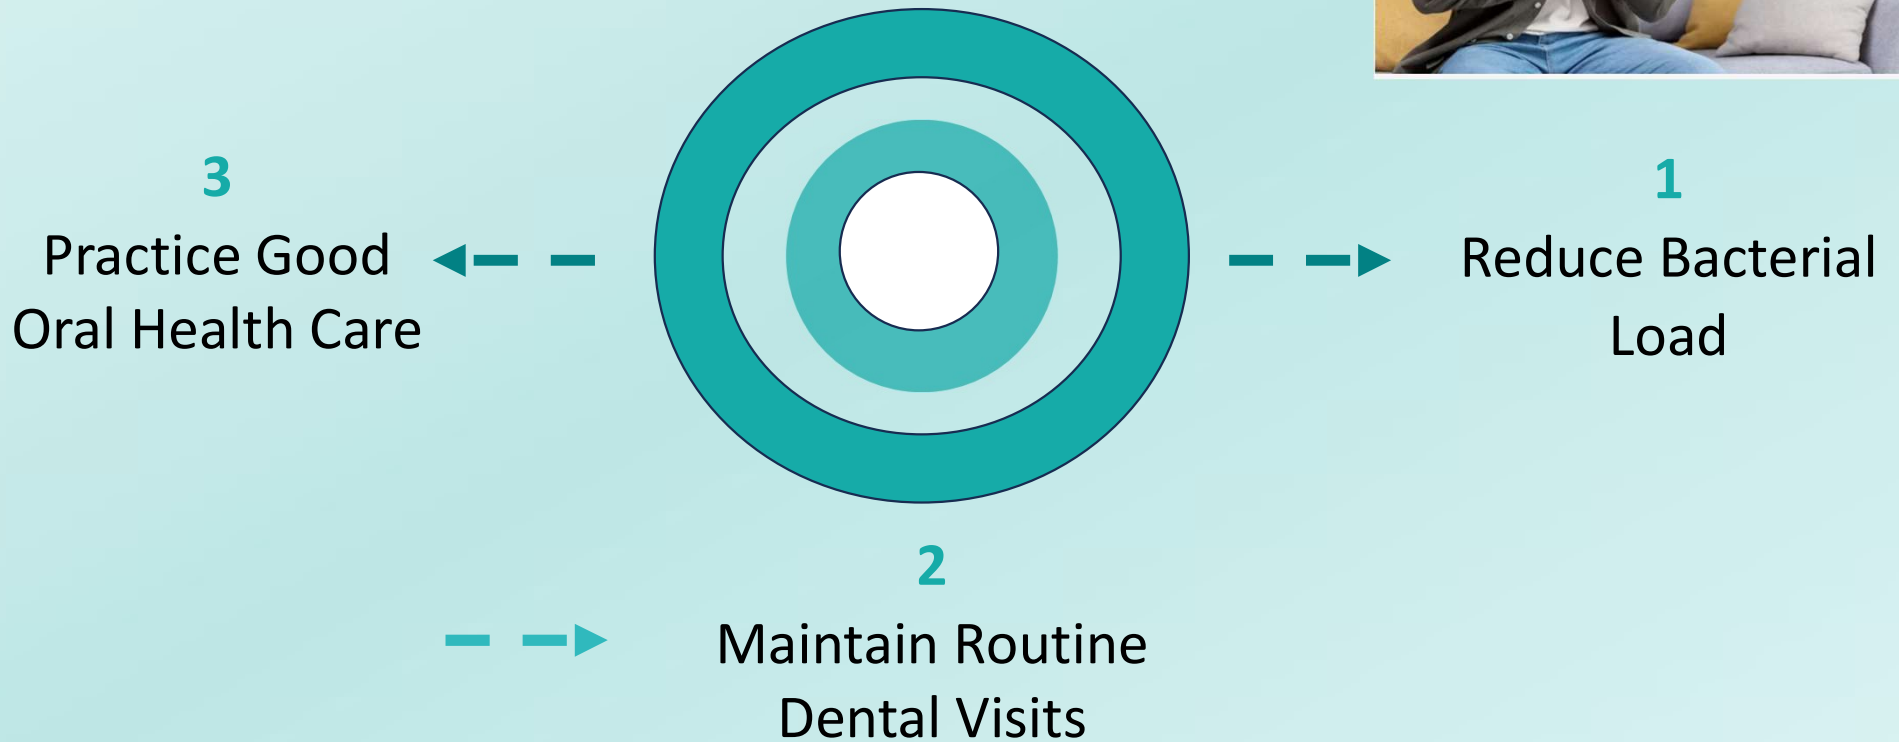 3
Practice Good
Oral Health Care
1
Reduce Bacterial
Load
2
Maintain Routine
Dental Visits